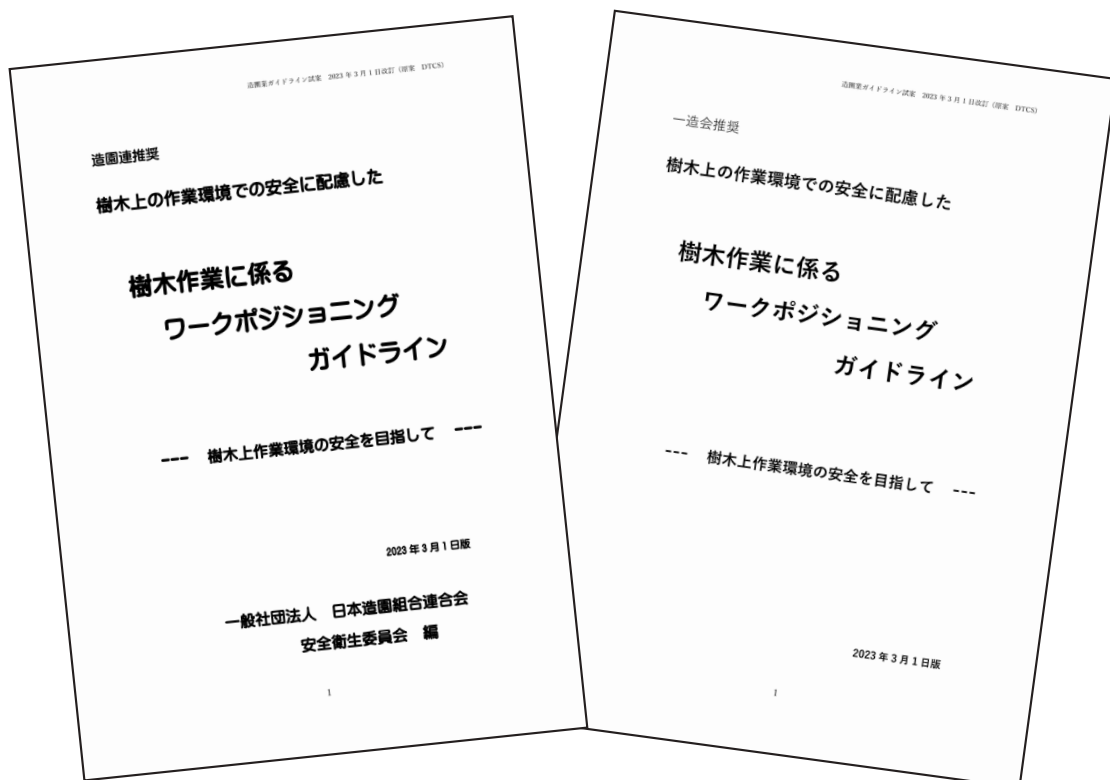 造園業ガイドライン試案 2023年3月1日改訂（原案 DTCS）
造園連推奨
樹木上の作業環境での安全に配慮した
樹木作業に係る
ワークポジショニング
ガイドライン
--- 樹木上作業環境の安全を目指して ---
2023年3月1日版
一般社団法人 日本造園組合連合会
安全衛生委員会 編
1
造園業ガイドライン試案 2023年3月1日改訂（原案 DTCS）
一造会推奨
樹木上の作業環境での安全に配慮した
樹木作業に係る
ワークポジショニング
ガイドライン
--- 樹木上作業環境の安全を目指して ---
2023年3月1日版
1